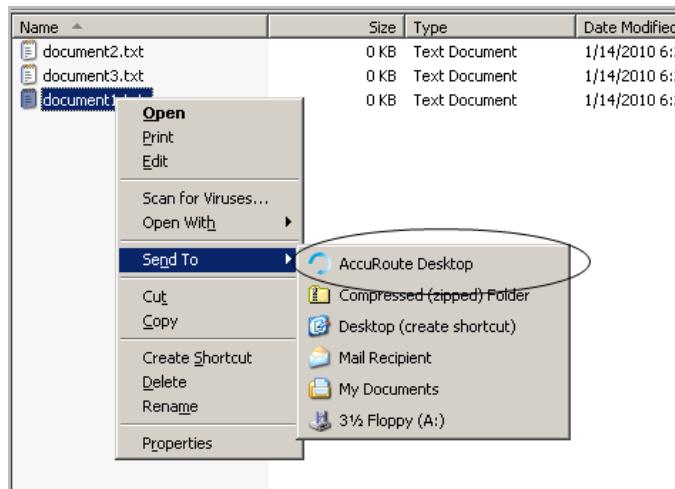 Name Size Type Date Modified
document2.txt 0 KB Text Document 1/14/2010 6:
document3.txt 0 KB Text Document 1/14/2010 6:
document1.txt 0 KB Text Document 1/14/2010 6:
Open
Print
Edit
Scan for Viruses...
Open With
Send To
AccuRoute Desktop
Compressed (zipped) Folder
Desktop (create shortcut)
Mail Recipient
My Documents
3½ Floppy (A:)
Cut
Copy
Create Shortcut
Delete
Rename
Properties